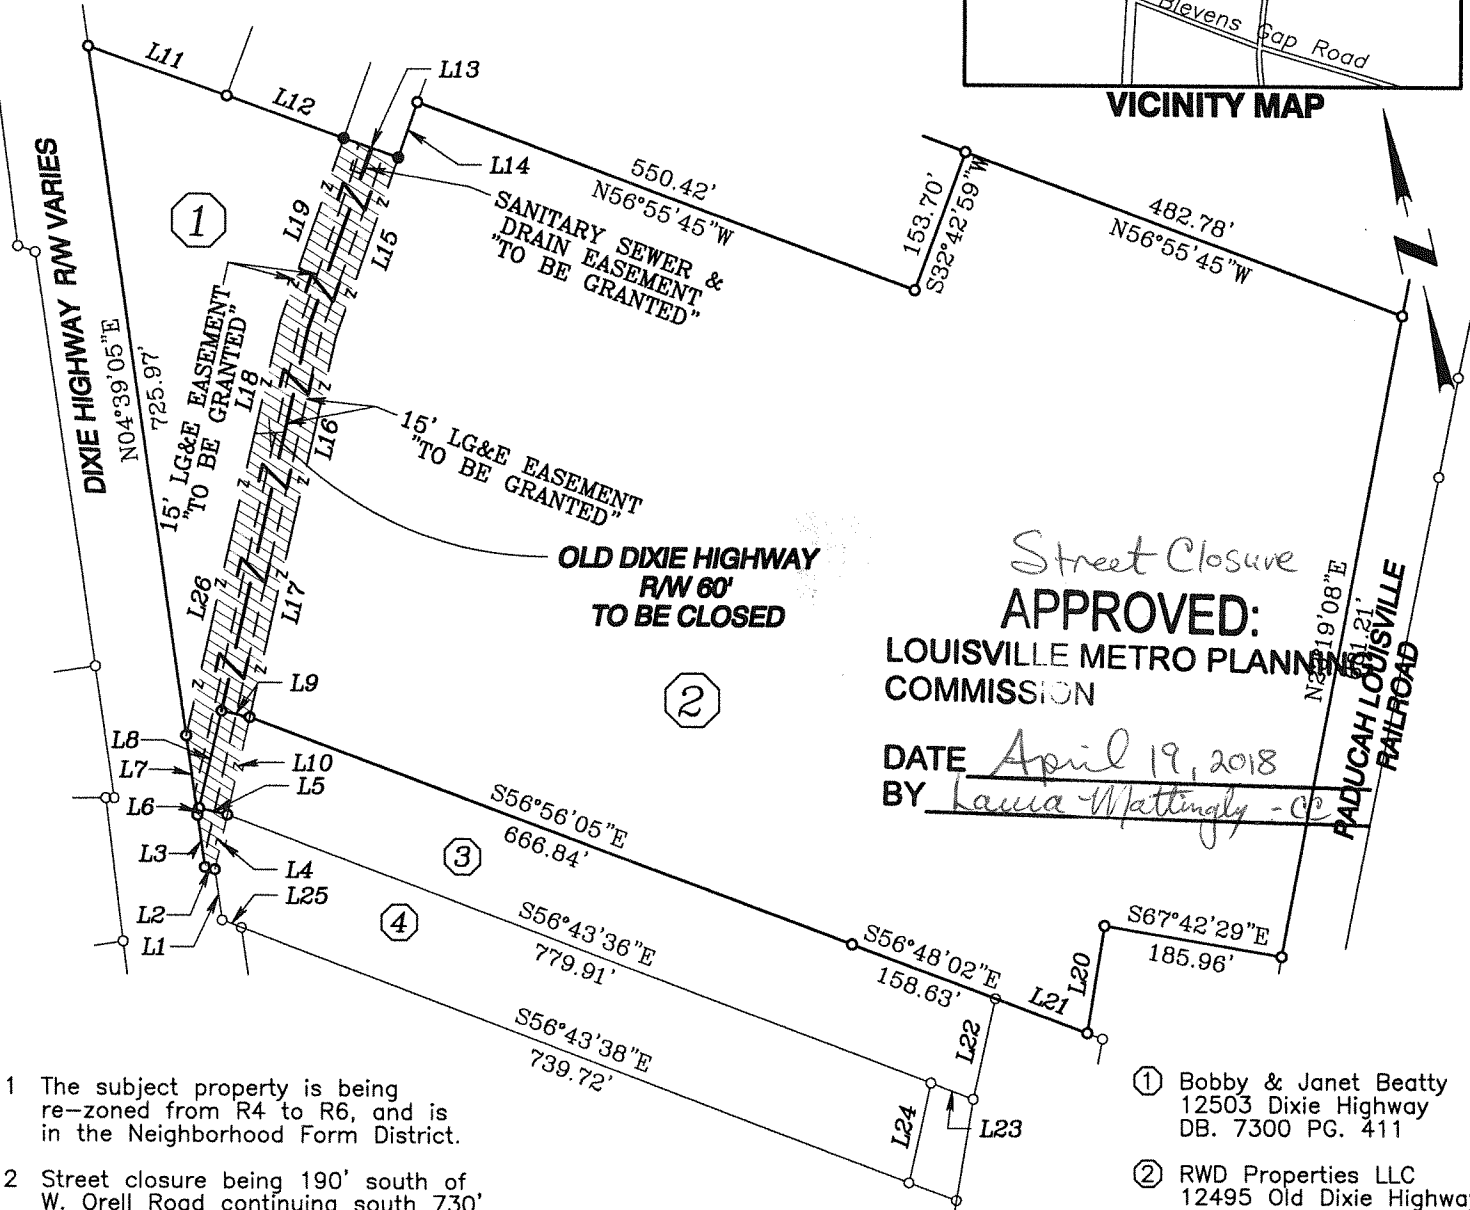 Blevens Gap Road
VICINITY MAP
L11
L12
L13
L14
550.42'
N56°55'45"W
153.70'
S32°42'59"W
482.78'
N56°55'45"W
DIXIE HIGHWAY R/W VARIES
N04°39'05"E
725.97'
1
L19
L15
SANITARY SEWER &
DRAIN EASEMENT
"TO BE GRANTED"
15' LG&E EASEMENT
"TO BE GRANTED"
L18
L16
15' LG&E EASEMENT
"TO BE GRANTED"
OLD DIXIE HIGHWAY
R/W 60'
TO BE CLOSED
L26
L17
Street Closure
APPROVED:
LOUISVILLE METRO PLANNING
COMMISSION
DATE April 19, 2018
BY Laura Mattingly - CC
PADUCAH LOUISVILLE
RAILROAD
2
L9
L8
L7
L10
L5
L6
L3
L4
L2
L25
L1
S56°56'05"E
666.84'
3
4
S56°43'36"E
779.91'
S56°48'02"E
158.63'
S67°42'29"E
185.96'
L20
L21
L22
S56°43'38"E
739.72'
L24
L23
1 The subject property is being
re-zoned from R4 to R6, and is
in the Neighborhood Form District.
2 Street closure being 190' south of
W. Orell Road continuing south 730'
1 Bobby & Janet Beatty
12503 Dixie Highway
DB. 7300 PG. 411
2 RWD Properties LLC
12495 Old Dixie Highway